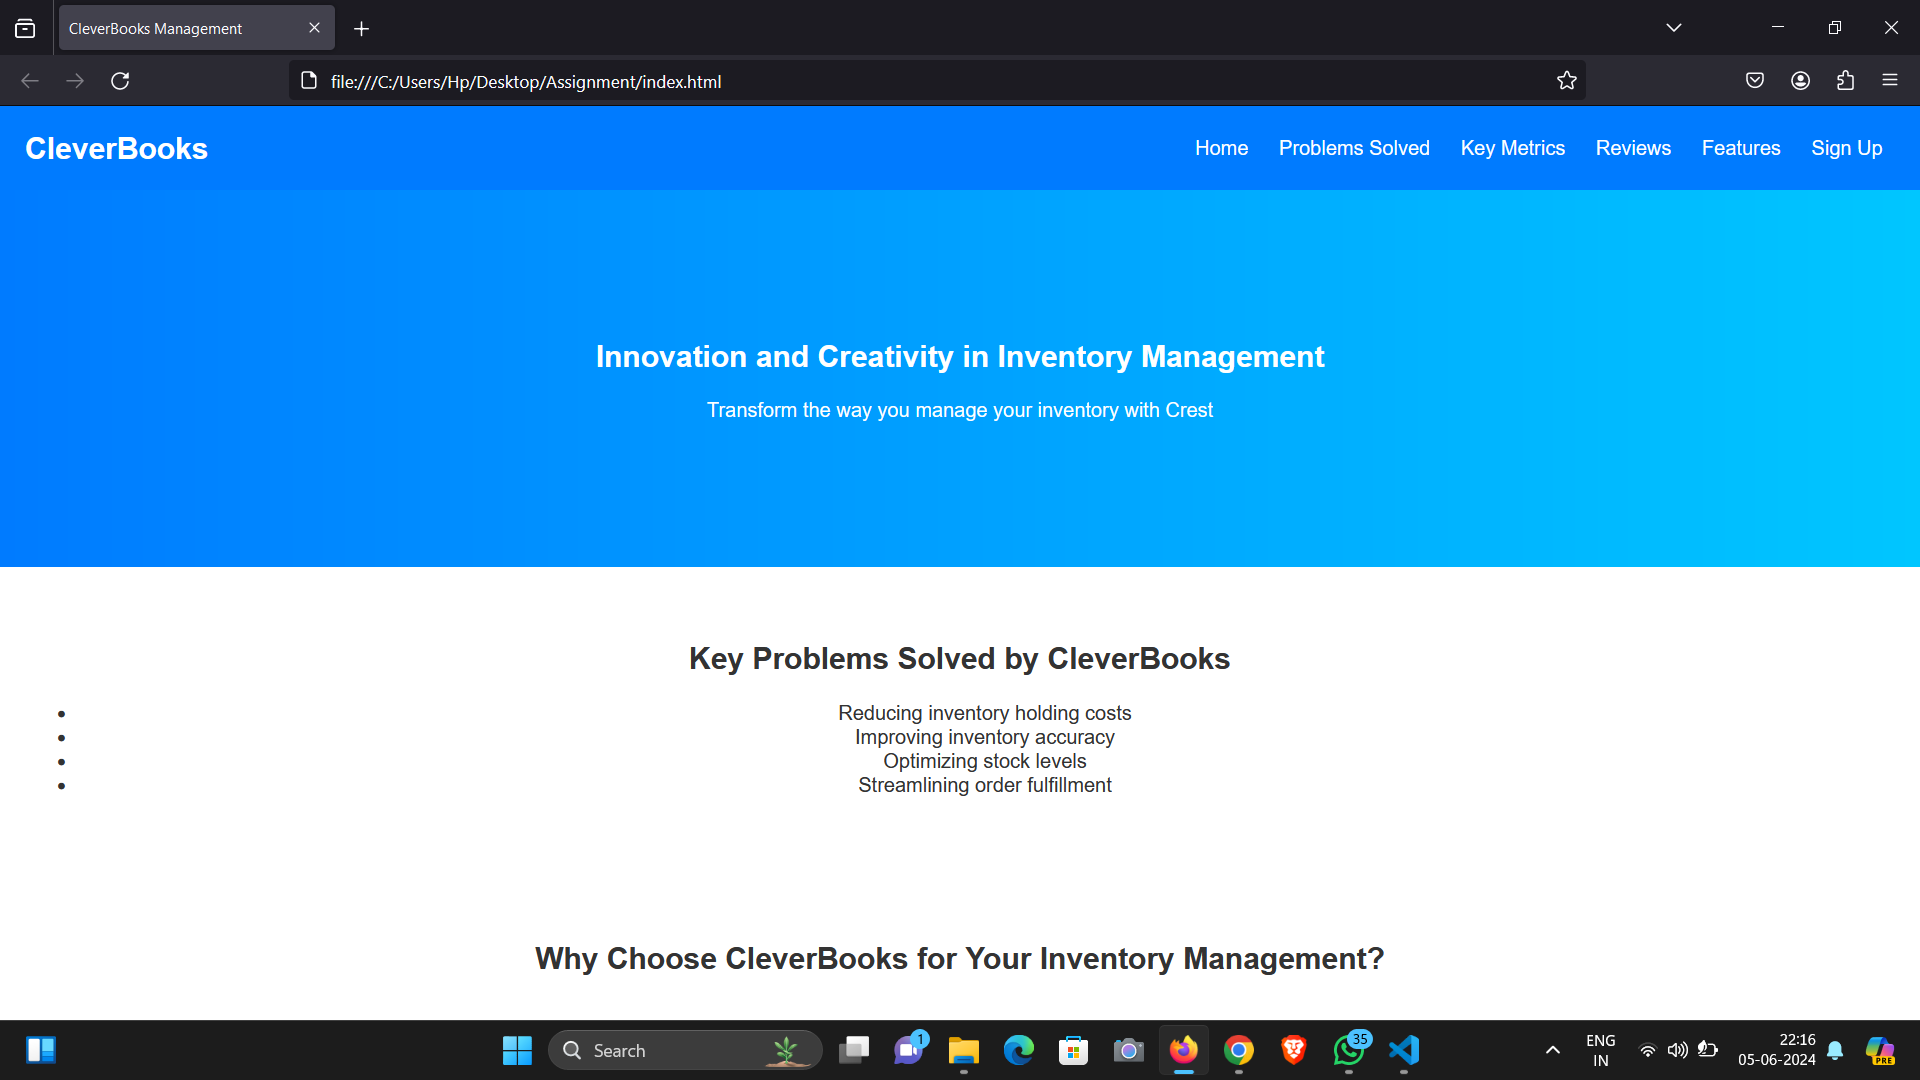 CleverBooks Management
file:///C:/Users/Hp/Desktop/Assignment/index.html
CleverBooks
Home Problems Solved Key Metrics Reviews Features Sign Up
Innovation and Creativity in Inventory Management
Transform the way you manage your inventory with Crest
Key Problems Solved by CleverBooks
• Reducing inventory holding costs
• Improving inventory accuracy
• Optimizing stock levels
• Streamlining order fulfillment
Why Choose CleverBooks for Your Inventory Management?
Search
1
35
ENG
IN
22:16
05-06-2024
PRE